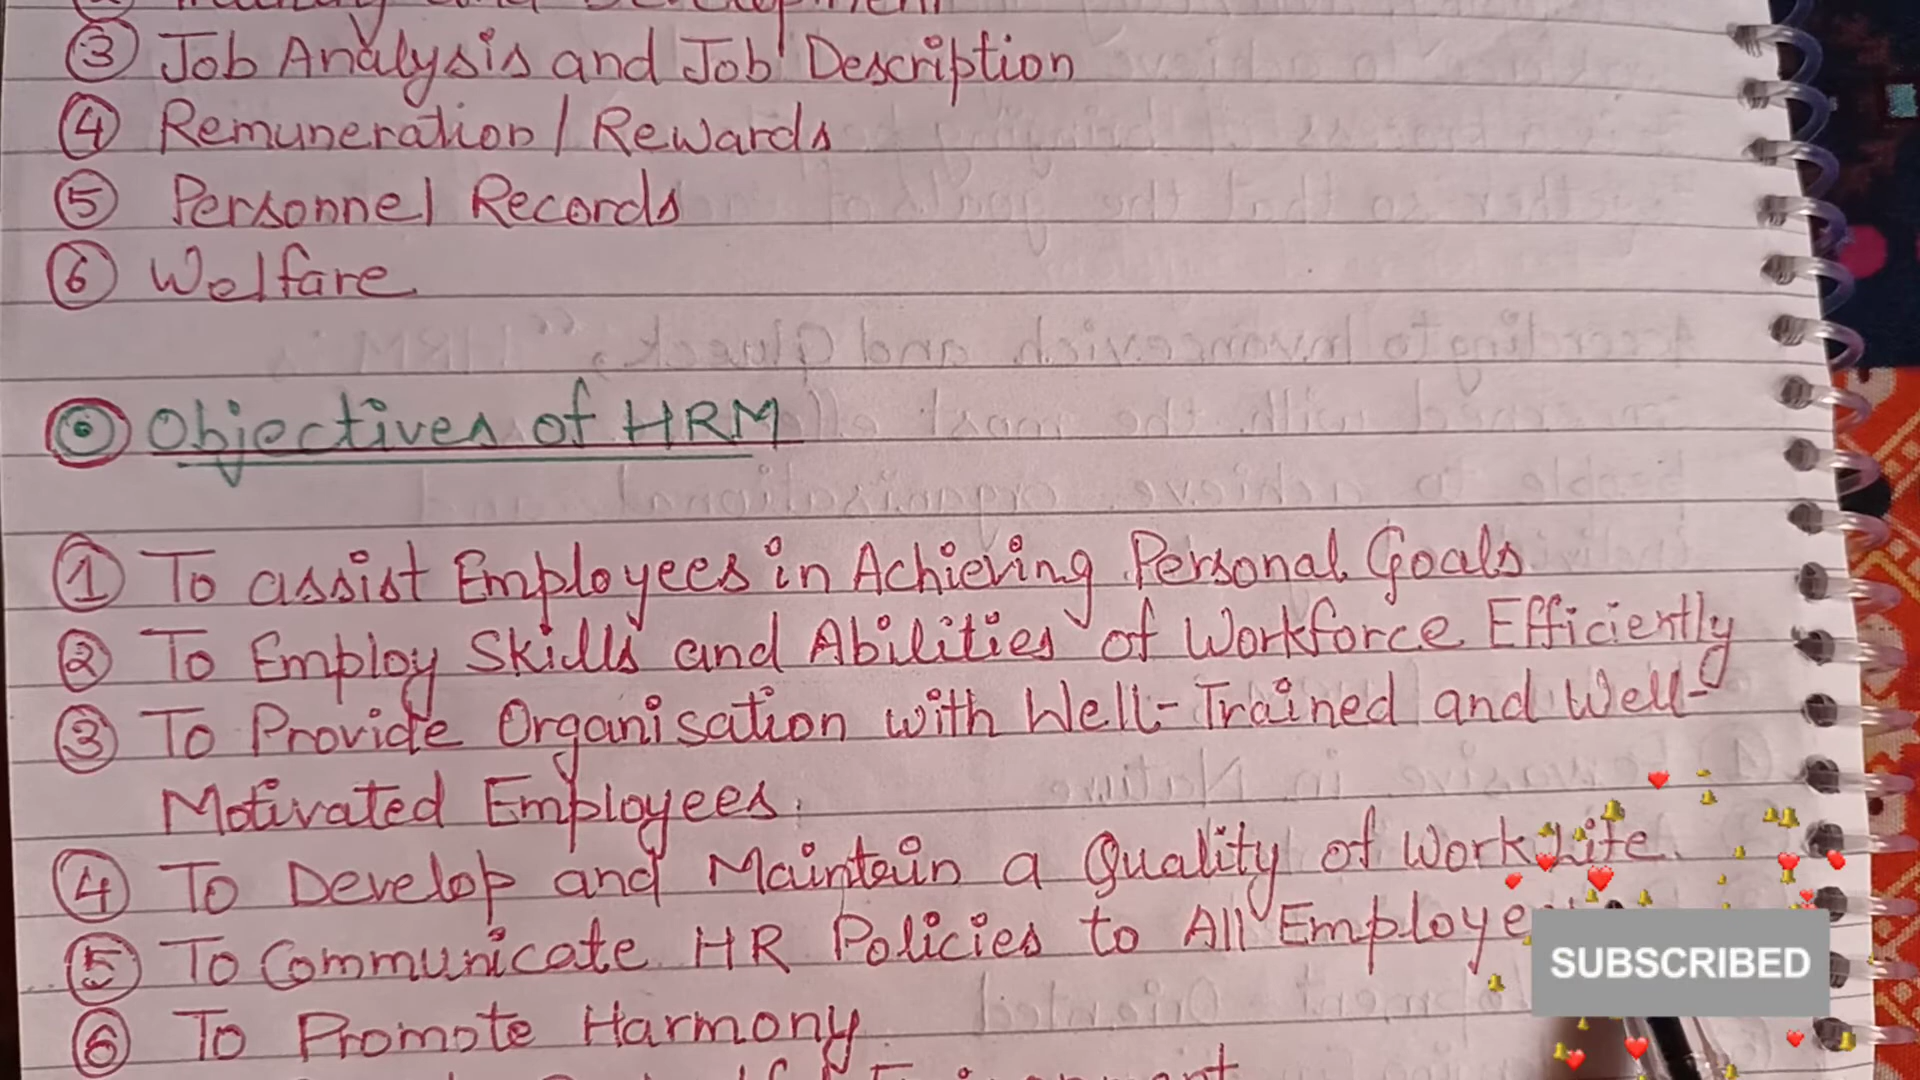 ③ Job Analysis and Job Description
④ Remuneration / Rewards
⑤ Personnel Records
⑥ Welfare
Objectives of HRM
① To assist Employees in Achieving Personal Goals
② To Employ Skills and Abilities of Workforce Efficiently
③ To Provide Organisation with Well-Trained and Well-
Motivated Employees.
④ To Develop and Maintain a Quality of Work Life.
⑤ To Communicate HR Policies to All
SUBSCRIBED
⑥ To Promote Harmony